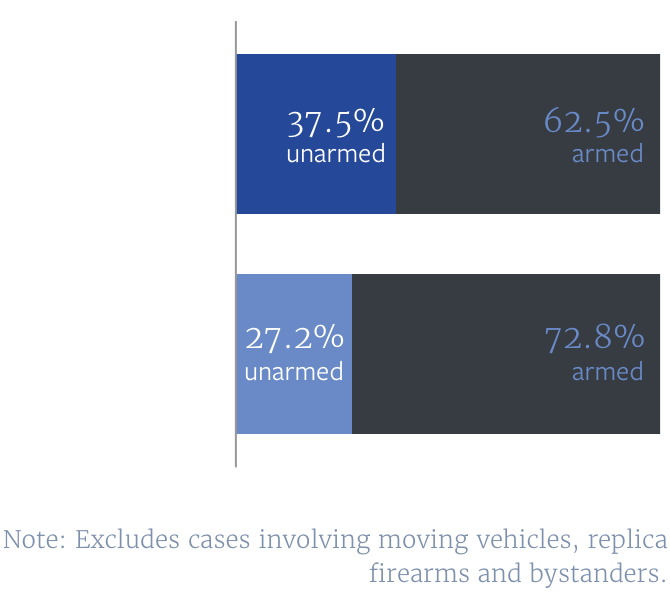 37.5%
unarmed
62.5%
armed
27.2%
unarmed
72.8%
armed
Note: Excludes cases involving moving vehicles, replica
firearms and bystanders.